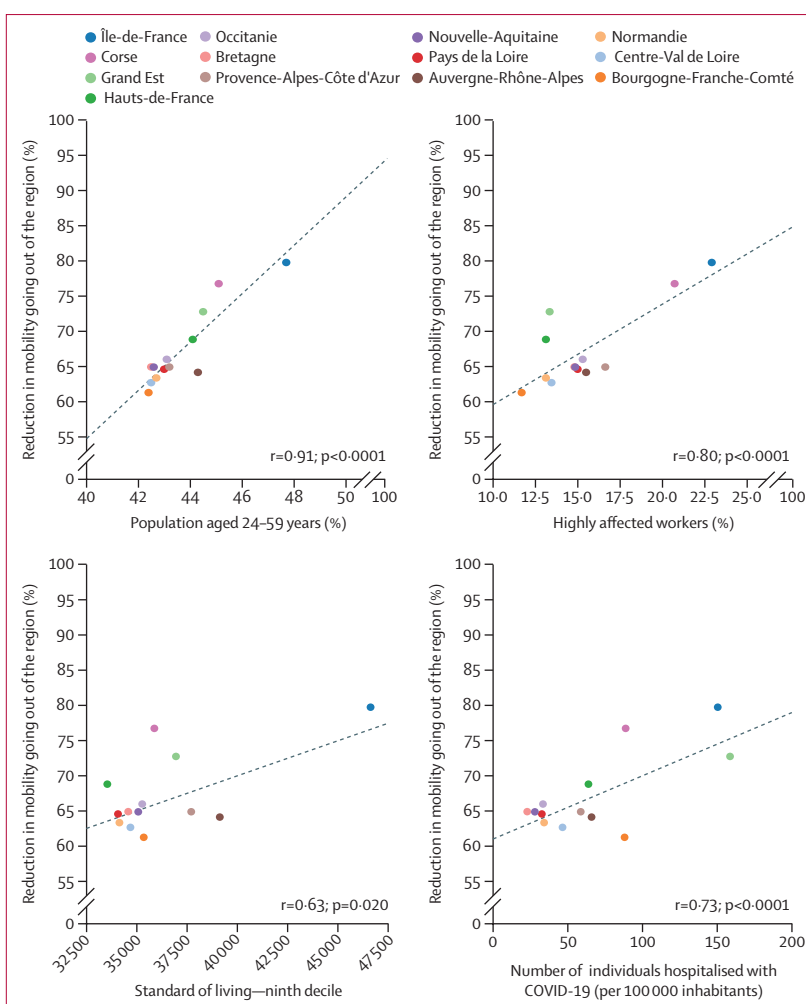 Île-de-France
Corse
Grand Est
Hauts-de-France
Occitanie
Bretagne
Provence-Alpes-Côte d'Azur
Nouvelle-Aquitaine
Pays de la Loire
Auvergne-Rhône-Alpes
Normandie
Centre-Val de Loire
Bourgogne-Franche-Comté
Reduction in mobility going out of the region (%)
100
95
90
85
80
75
70
65
60
55
0
r=0·91; p<0·0001
40 42 44 46 48 50 100
Population aged 24–59 years (%)
Reduction in mobility going out of the region (%)
100
95
90
85
80
75
70
65
60
55
0
r=0·80; p<0·0001
10·0 12·5 15·0 17·5 20·0 22·5 25·0 100
Highly affected workers (%)
Reduction in mobility going out of the region (%)
100
95
90
85
80
75
70
65
60
55
0
r=0·63; p=0·020
32500 35000 37500 40000 42500 45000 47500
Standard of living—ninth decile
Reduction in mobility going out of the region (%)
100
95
90
85
80
75
70
65
60
55
0
r=0·73; p<0·0001
0 50 100 150 200
Number of individuals hospitalised with
COVID-19 (per 100 000 inhabitants)